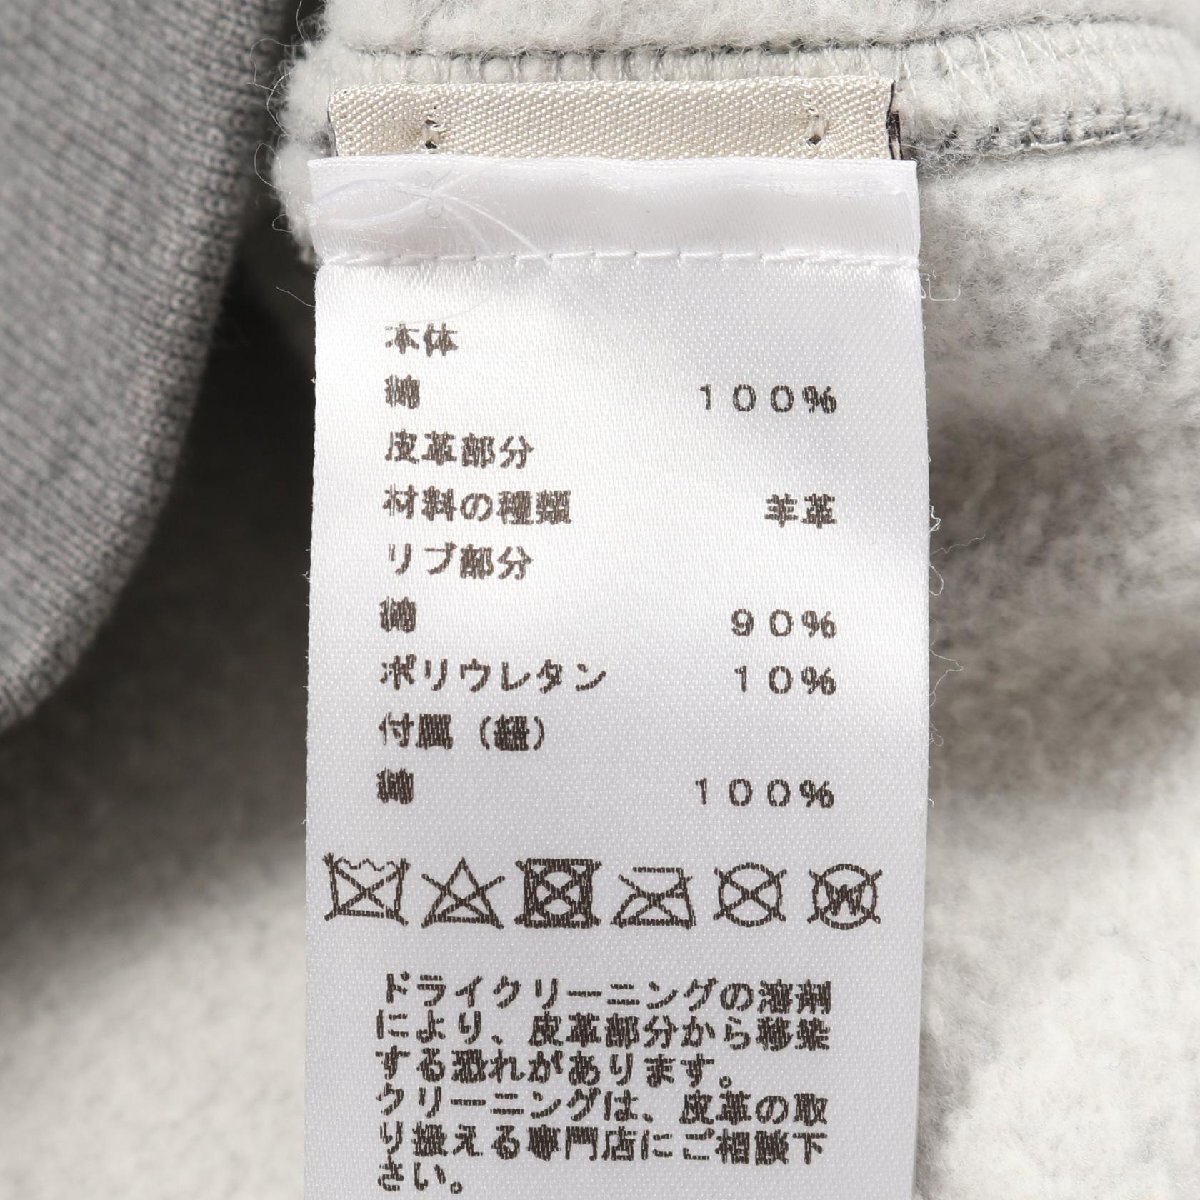 本体
綿 100%
皮革部分
材料の種類 羊革
リブ部分
綿 90%
ポリウレタン 10%
付属（紐）
綿 100%
W
ドライクリーニングの溶剤
により、皮革部分から移染
する恐れがあります。
クリーニングは、皮革の取
り扱える専門店にご相談下
さい。